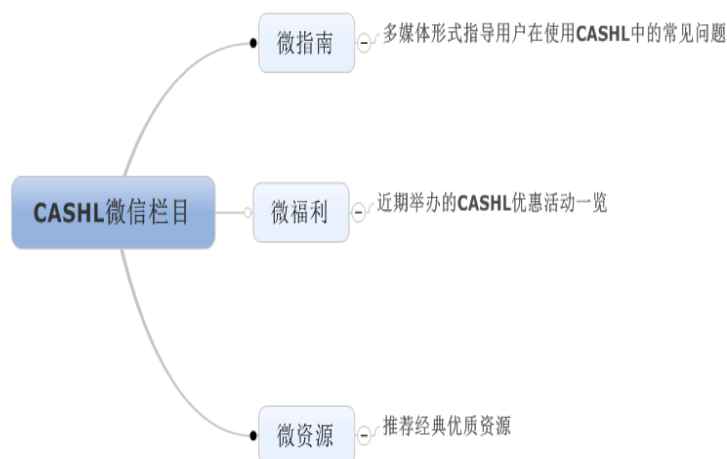 微指南
多媒体形式指导用户在使用CASHL中的常见问题
CASHL微信栏目
微福利
近期举办的CASHL优惠活动一览
微资源
推荐经典优质资源